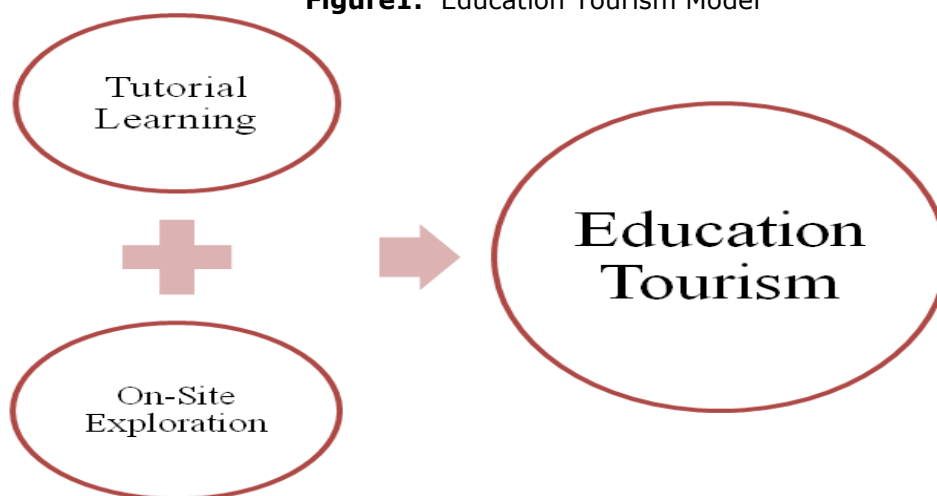 Figure1. Education Tourism Model
Tutorial
Learning
On-Site
Exploration
Education
Tourism